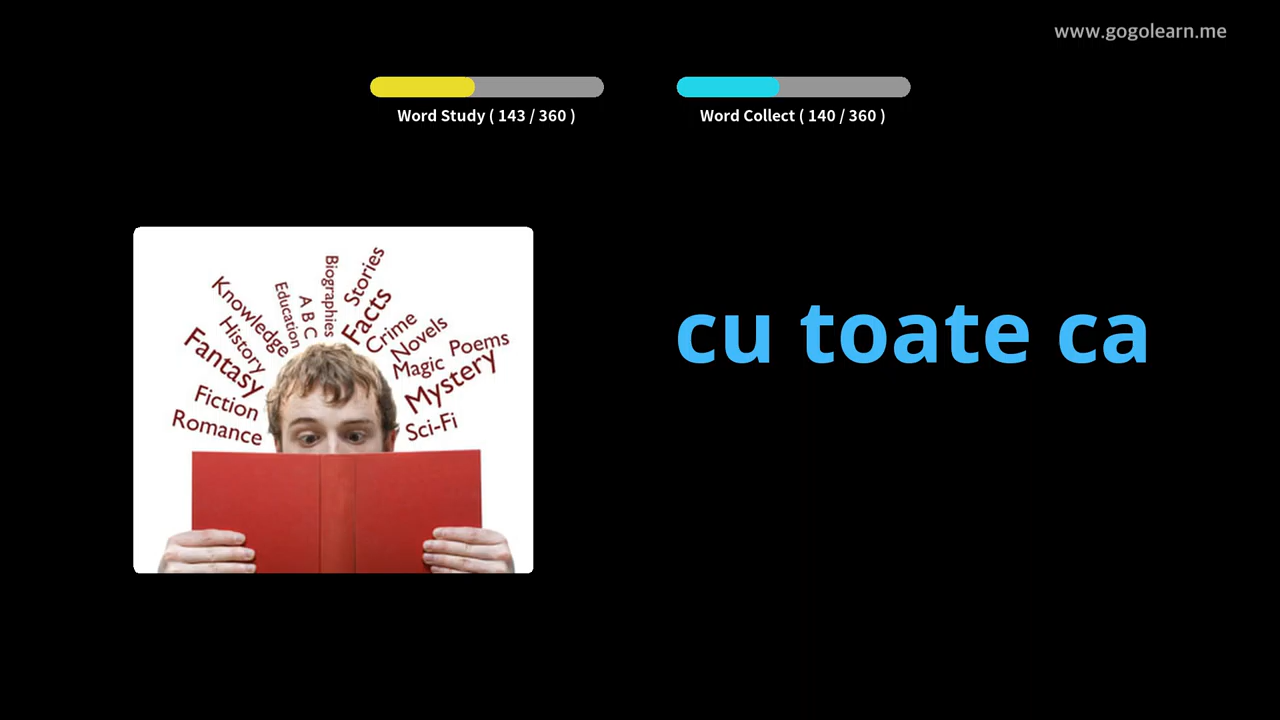 www.gogolearn.me
Word Study ( 143 / 360 )
Word Collect ( 140 / 360 )
cu toate ca
Biographies
Stories
Education
A B C
Facts
Knowledge
Crime
History
Novels
Fantasy
Magic
Poems
Mystery
Fiction
Romance
Sci-Fi